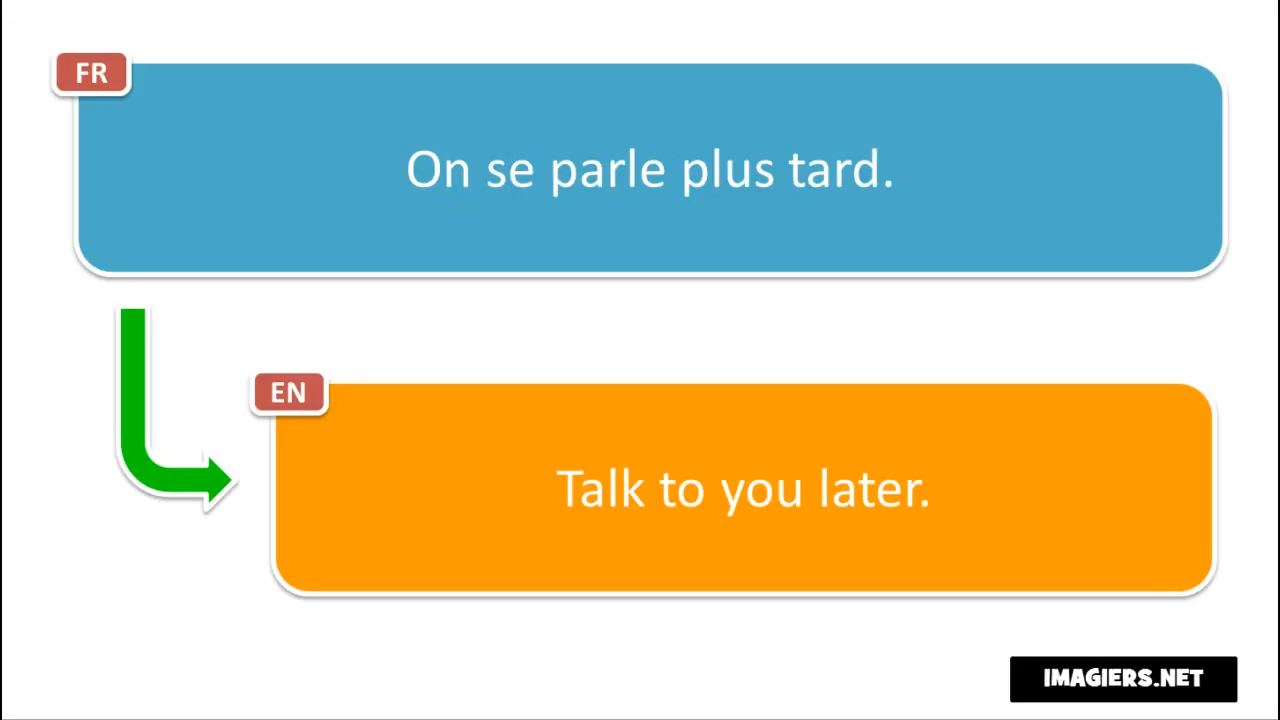 FR
On se parle plus tard.
EN
Talk to you later.
IMAGIERS.NET